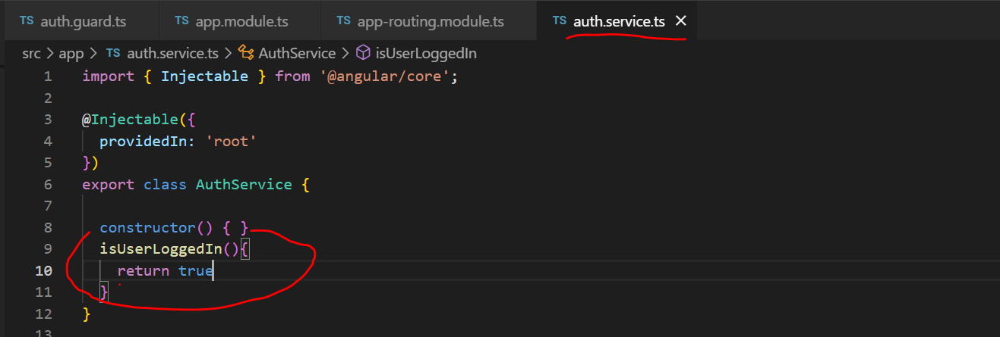 TS auth.guard.ts TS app.module.ts TS app-routing.module.ts TS auth.service.ts
src > app > TS auth.service.ts > AuthService > isUserLoggedIn
1 import { Injectable } from '@angular/core';
2
3 @Injectable({
4 providedIn: 'root'
5 })
6 export class AuthService {
7
8 constructor() { }
9 isUserLoggedIn(){
10 return true
11 }
12 }
13